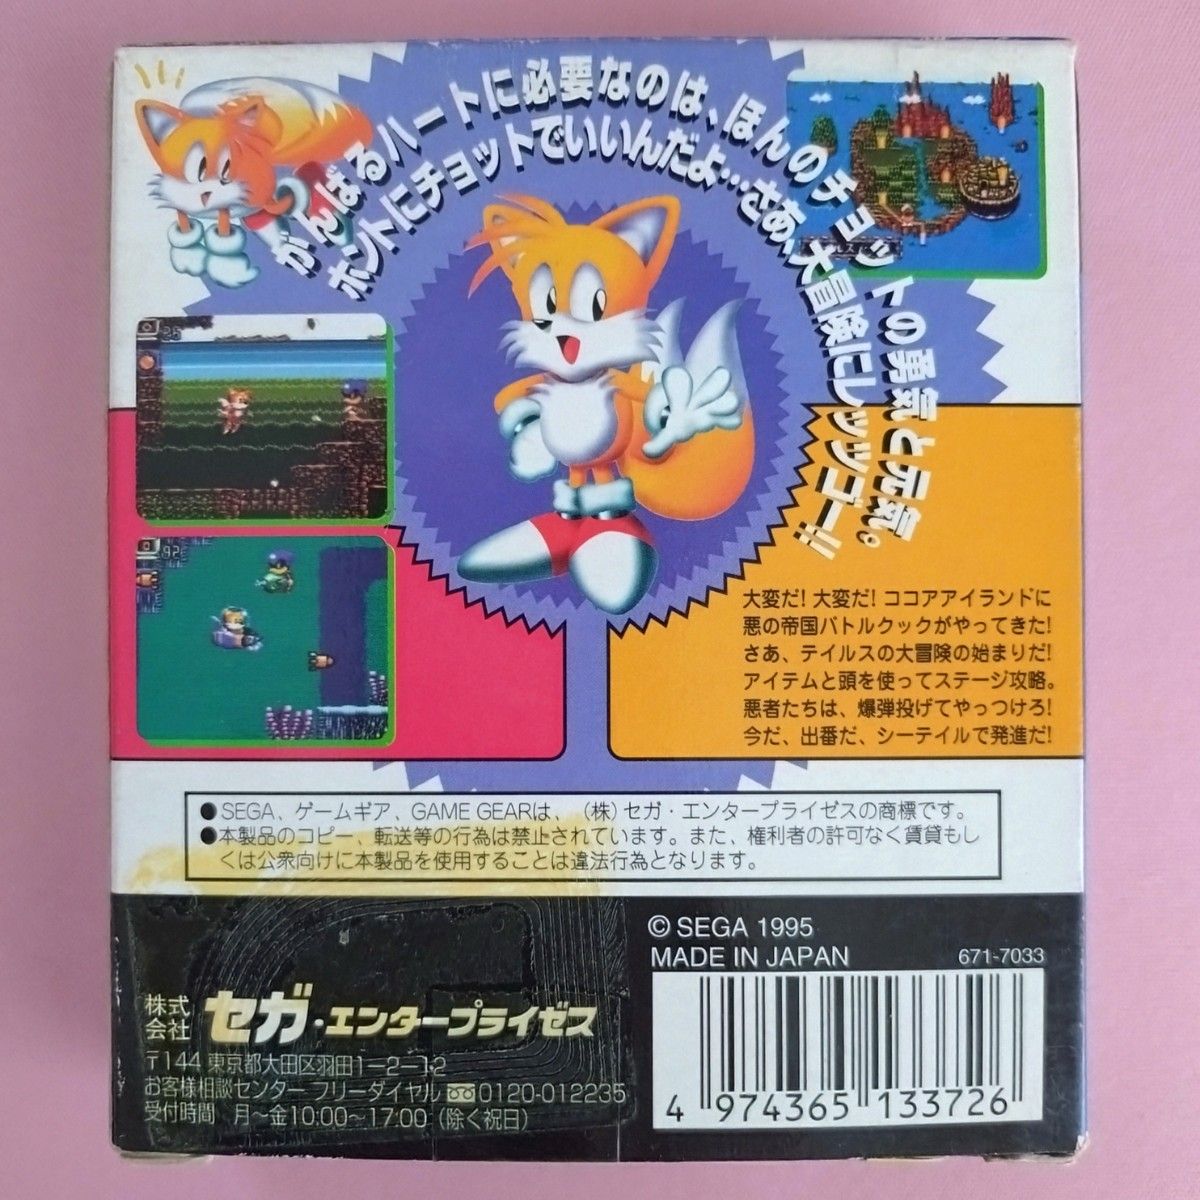 がんばるハートに必要なのは、ほんのチョットの勇気と元気。
ホントにチョットでいいんだよ…さあ、大冒険にレッツゴー!!
25
92
大変だ! 大変だ! ココアアイランドに
悪の帝国バトルクックがやってきた!
さあ、テイルスの大冒険の始まりだ!
アイテムと頭を使ってステージ攻略。
悪者たちは、爆弾投げてやっつけろ!
今だ、出番だ、シーテイルで発進だ!
●SEGA、ゲームギア、GAME GEARは、(株)セガ・エンタープライゼスの商標です。
●本製品のコピー、転送等の行為は禁止されています。また、権利者の許可なく賃貸もし
くは公衆向けに本製品を使用することは違法行為となります。
© SEGA 1995
MADE IN JAPAN 671-7033
株式会社 セガ・エンタープライゼス
〒144 東京都大田区羽田1-2-12
お客様相談センター フリーダイヤル 0120-012235
受付時間 月〜金10:00〜17:00 (除く祝日)
4 974365 133726